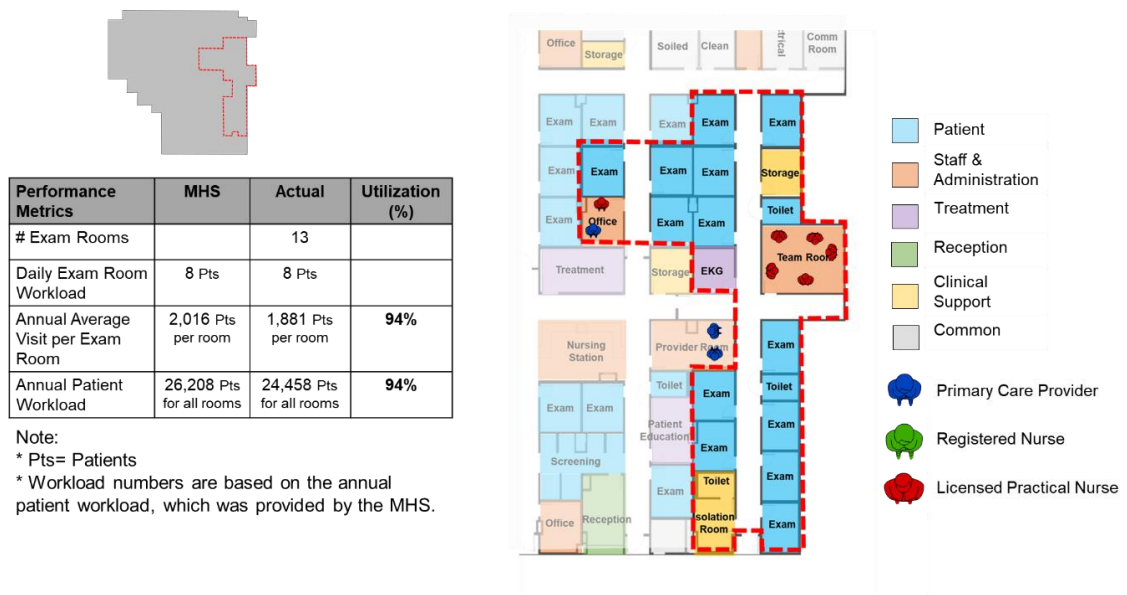 Performance Metrics MHS Actual Utilization (%)
# Exam Rooms 13
Daily Exam Room Workload 8 Pts 8 Pts
Annual Average Visit per Exam Room 2,016 Pts per room 1,881 Pts per room 94%
Annual Patient Workload 26,208 Pts for all rooms 24,458 Pts for all rooms 94%
Note:
* Pts= Patients
* Workload numbers are based on the annual
patient workload, which was provided by the MHS.
Office
Storage
Soiled
Clean
trical
Comm
Room
Exam
Exam
Exam
Exam
Exam
Exam
Exam
Exam
Exam
Storage
Exam
Office
Exam
Exam
Toilet
Treatment
Storage
EKG
Team Room
Nursing
Station
Provider Room
Exam
Toilet
Exam
Toilet
Exam
Exam
Patient
Education
Exam
Exam
Screening
Exam
Toilet
Exam
Office
Reception
solation
Room
Exam
Patient
Staff &
Administration
Treatment
Reception
Clinical
Support
Common
Primary Care Provider
Registered Nurse
Licensed Practical Nurse